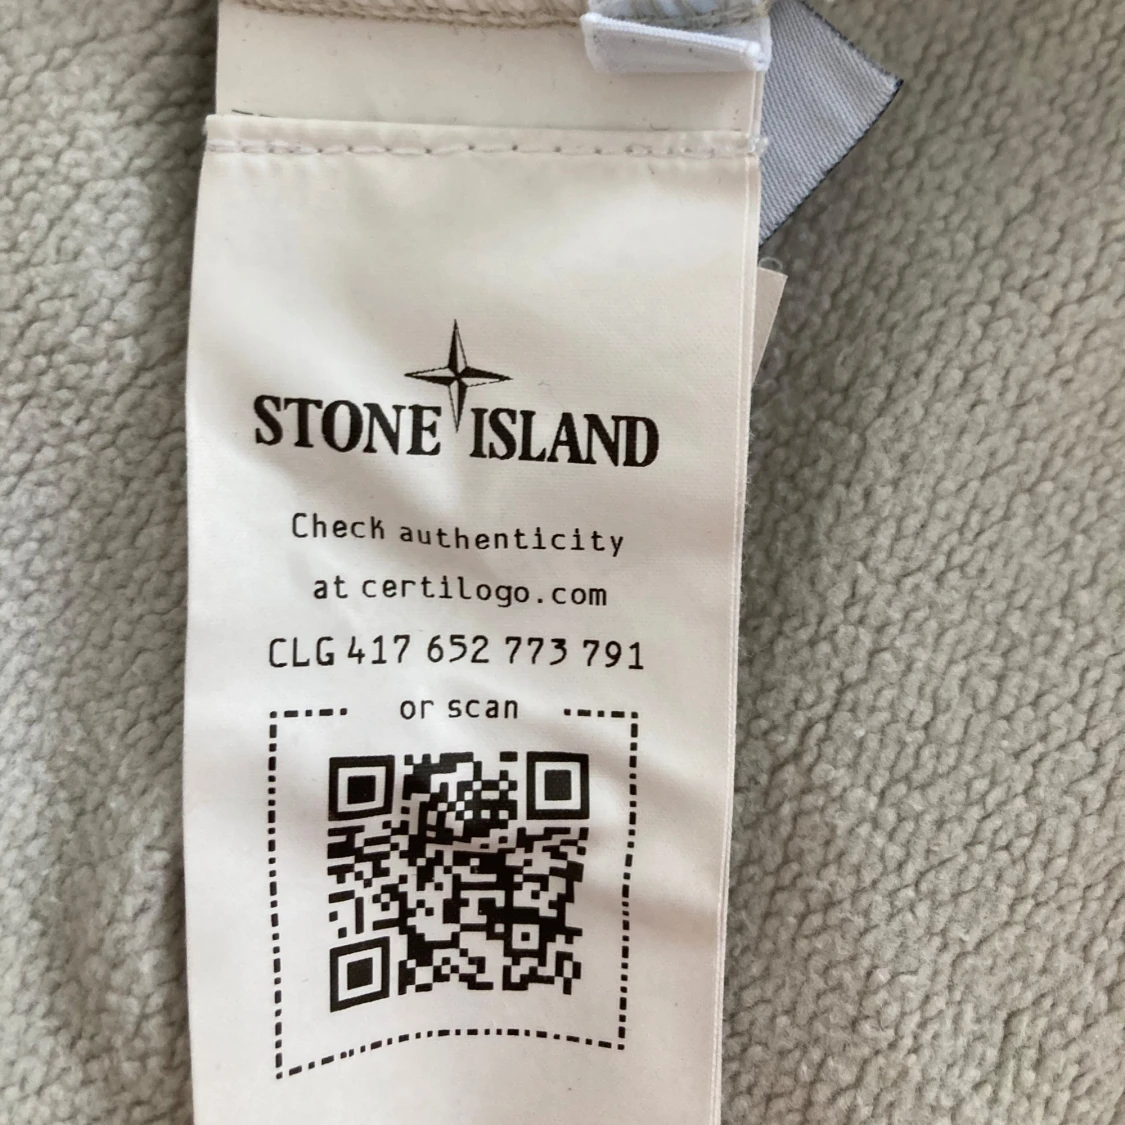 STONE ISLAND
Check authenticity
at certilogo.com
CLG 417 652 773 791
or scan